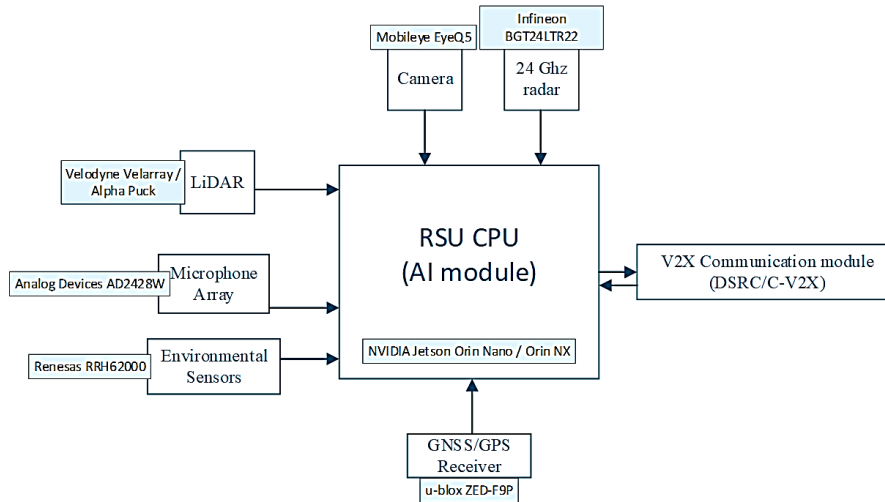 Infineon
BGT24LTR22
Mobileye EyeQ5
Camera
24 Ghz
radar
Velodyne Velarray /
Alpha Puck
LiDAR
RSU CPU
(AI module)
V2X Communication module
(DSRC/C-V2X)
Analog Devices AD2428W
Microphone
Array
Renesas RRH62000
Environmental
Sensors
NVIDIA Jetson Orin Nano / Orin NX
GNSS/GPS
Receiver
u-blox ZED-F9P